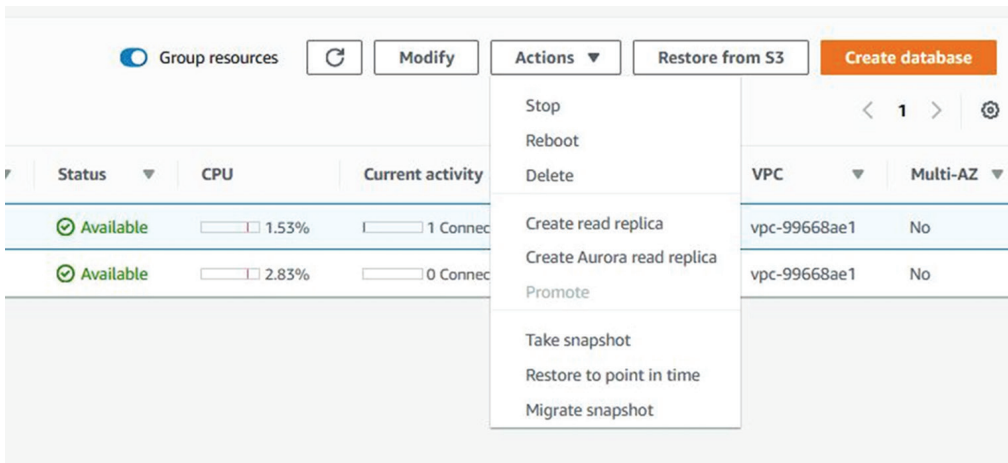 Group resources Modify Actions Restore from S3 Create database
1
Status CPU Current activity VPC Multi-AZ
Available 1.53% 1 Connec vpc-99668ae1 No
Available 2.83% 0 Connec vpc-99668ae1 No
Stop
Reboot
Delete
Create read replica
Create Aurora read replica
Promote
Take snapshot
Restore to point in time
Migrate snapshot